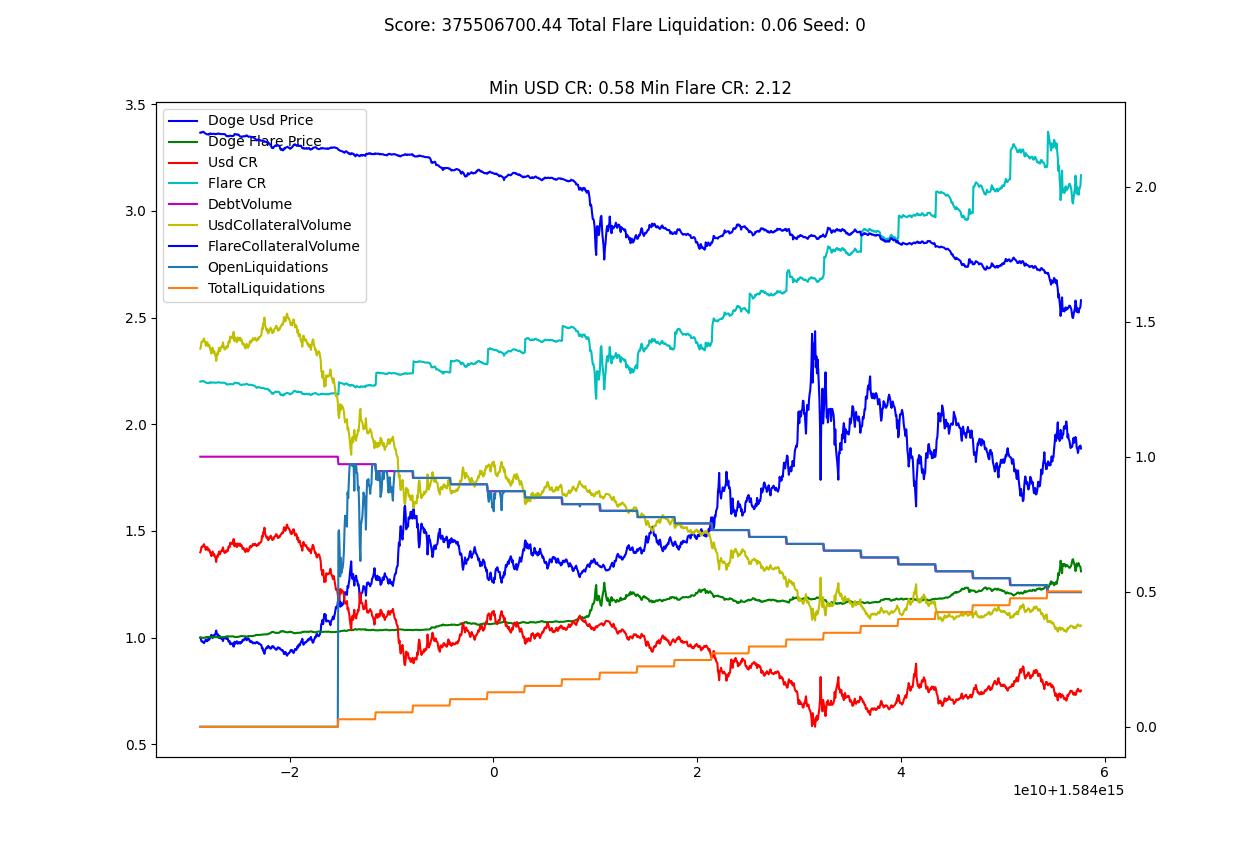 Score: 375506700.44 Total Flare Liquidation: 0.06 Seed: 0
Min USD CR: 0.58 Min Flare CR: 2.12
Doge Usd Price
Doge Flare Price
Usd CR
Flare CR
DebtVolume
UsdCollateralVolume
FlareCollateralVolume
OpenLiquidations
TotalLiquidations
3.5
3.0
2.5
2.0
1.5
1.0
0.5
2.0
1.5
1.0
0.5
0.0
−2
0
2
4
6
1e10+1.584e15